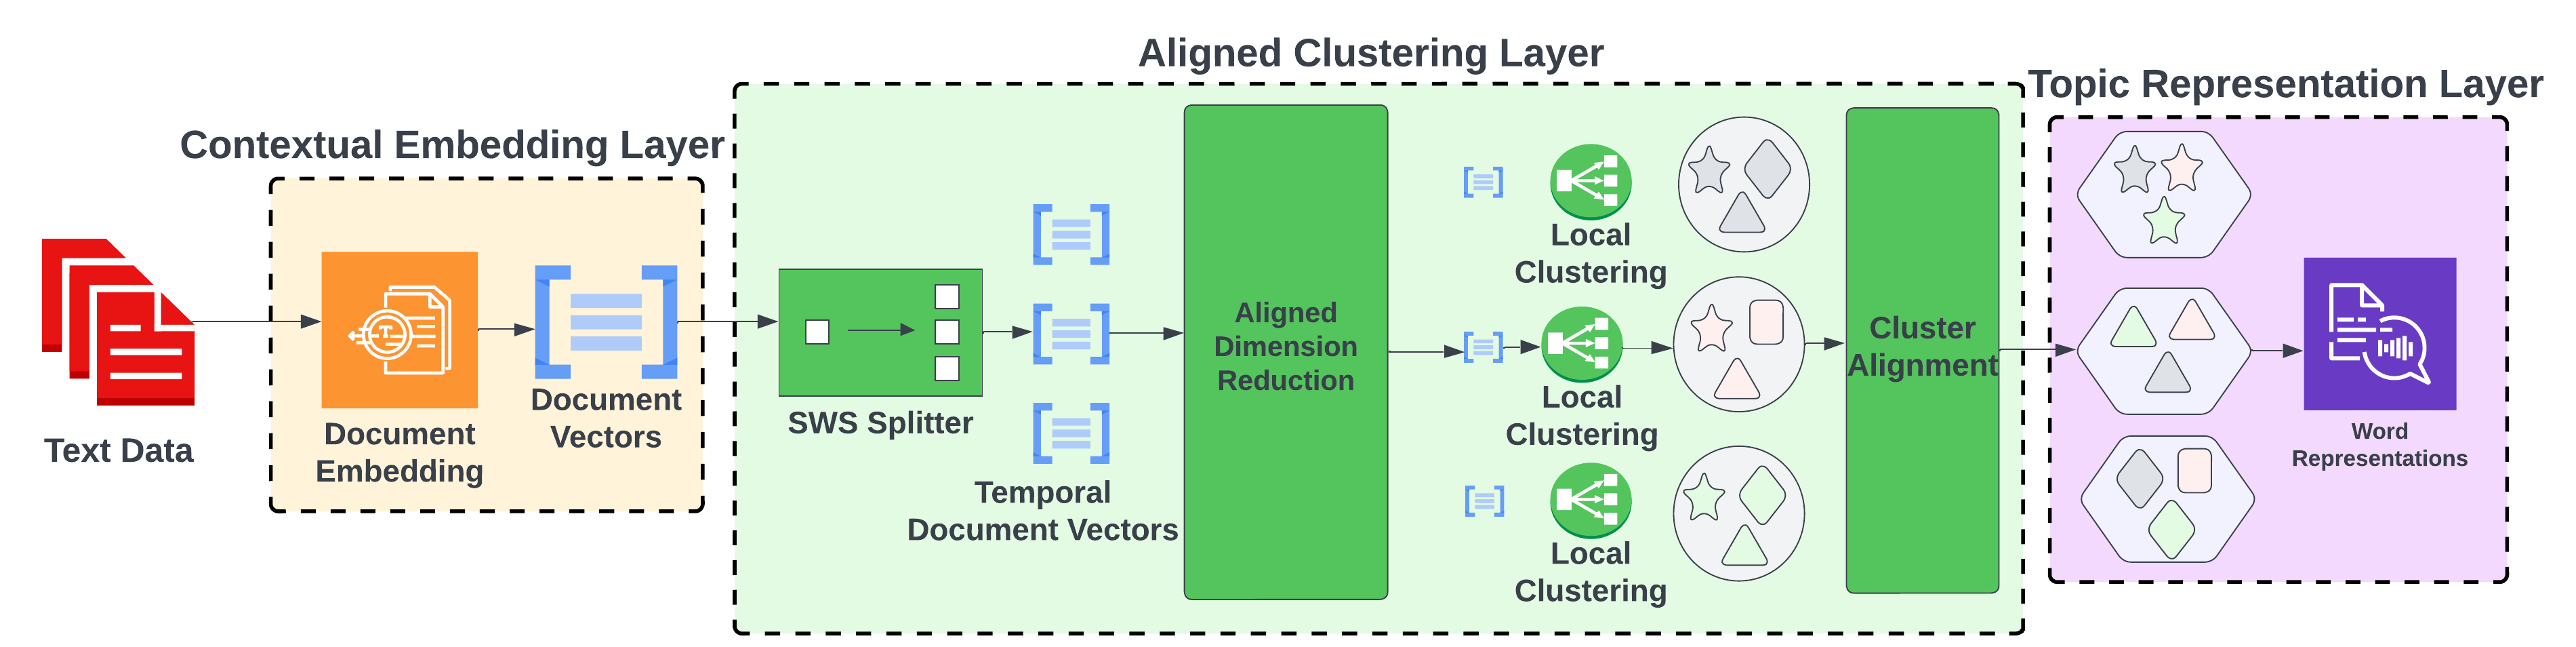 Aligned Clustering Layer
Topic Representation Layer
Contextual Embedding Layer
Text Data
Document
Embedding
Document
Vectors
SWS Splitter
Temporal
Document Vectors
Aligned
Dimension
Reduction
Local
Clustering
Local
Clustering
Local
Clustering
Cluster
Alignment
Word
Representations